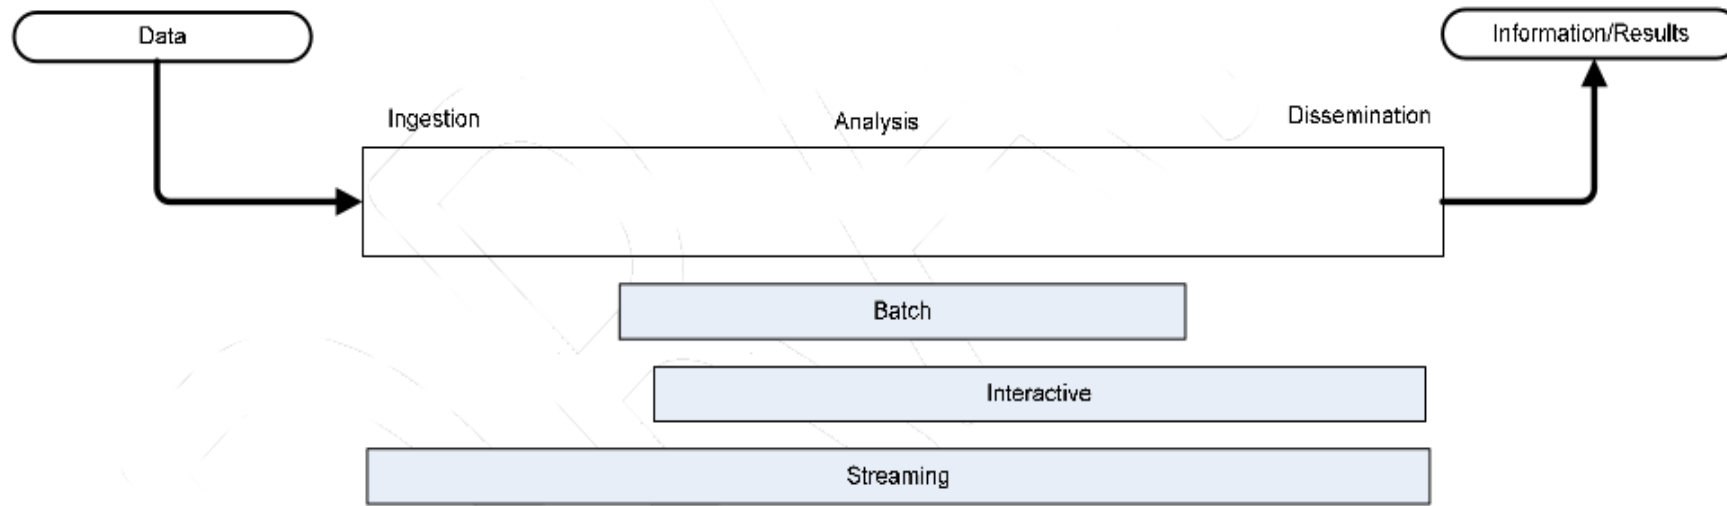 Data
Information/Results
Ingestion
Analysis
Dissemination
Batch
Interactive
Streaming